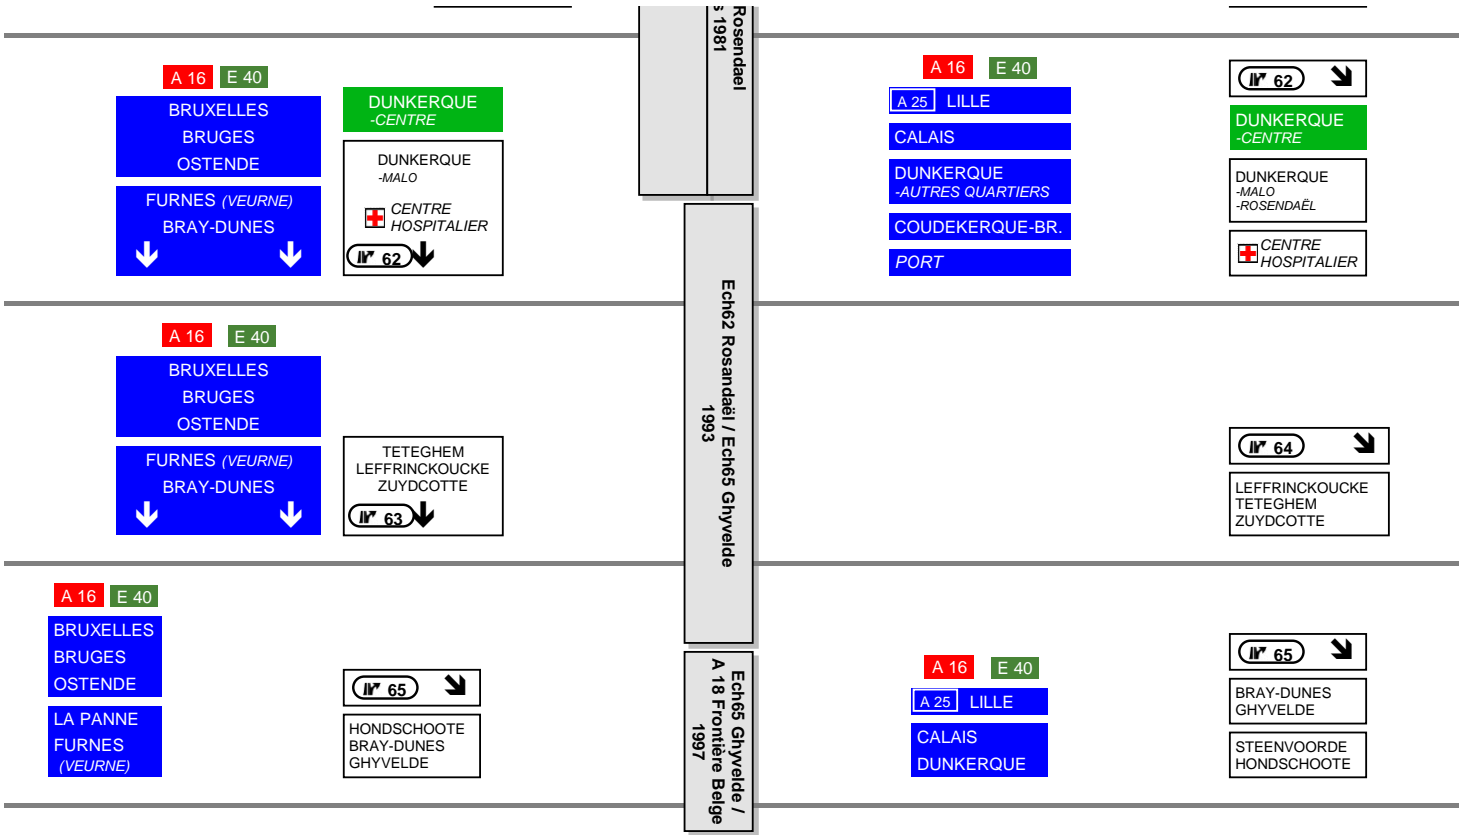 Rosendael
s 1981
A 16 E 40
BRUXELLES
BRUGES
OSTENDE
FURNES (VEURNE)
BRAY-DUNES
DUNKERQUE
-CENTRE
DUNKERQUE
-MALO
CENTRE
HOSPITALIER
62
A 16 E 40
A 25 LILLE
CALAIS
DUNKERQUE
-AUTRES QUARTIERS
COUDEKERQUE-BR.
PORT
62
DUNKERQUE
-CENTRE
DUNKERQUE
-MALO
-ROSENDAËL
CENTRE
HOSPITALIER
Ech62 Rosandaël / Ech65 Ghyvelde
1993
A 16 E 40
BRUXELLES
BRUGES
OSTENDE
FURNES (VEURNE)
BRAY-DUNES
TETEGHEM
LEFFRINCKOUCKE
ZUYDCOTTE
63
64
LEFFRINCKOUCKE
TETEGHEM
ZUYDCOTTE
A 16 E 40
BRUXELLES
BRUGES
OSTENDE
LA PANNE
FURNES
(VEURNE)
65
HONDSCHOOTE
BRAY-DUNES
GHYVELDE
Ech65 Ghyvelde /
A 18 Frontière Belge
1997
A 16 E 40
A 25 LILLE
CALAIS
DUNKERQUE
65
BRAY-DUNES
GHYVELDE
STEENVOORDE
HONDSCHOOTE